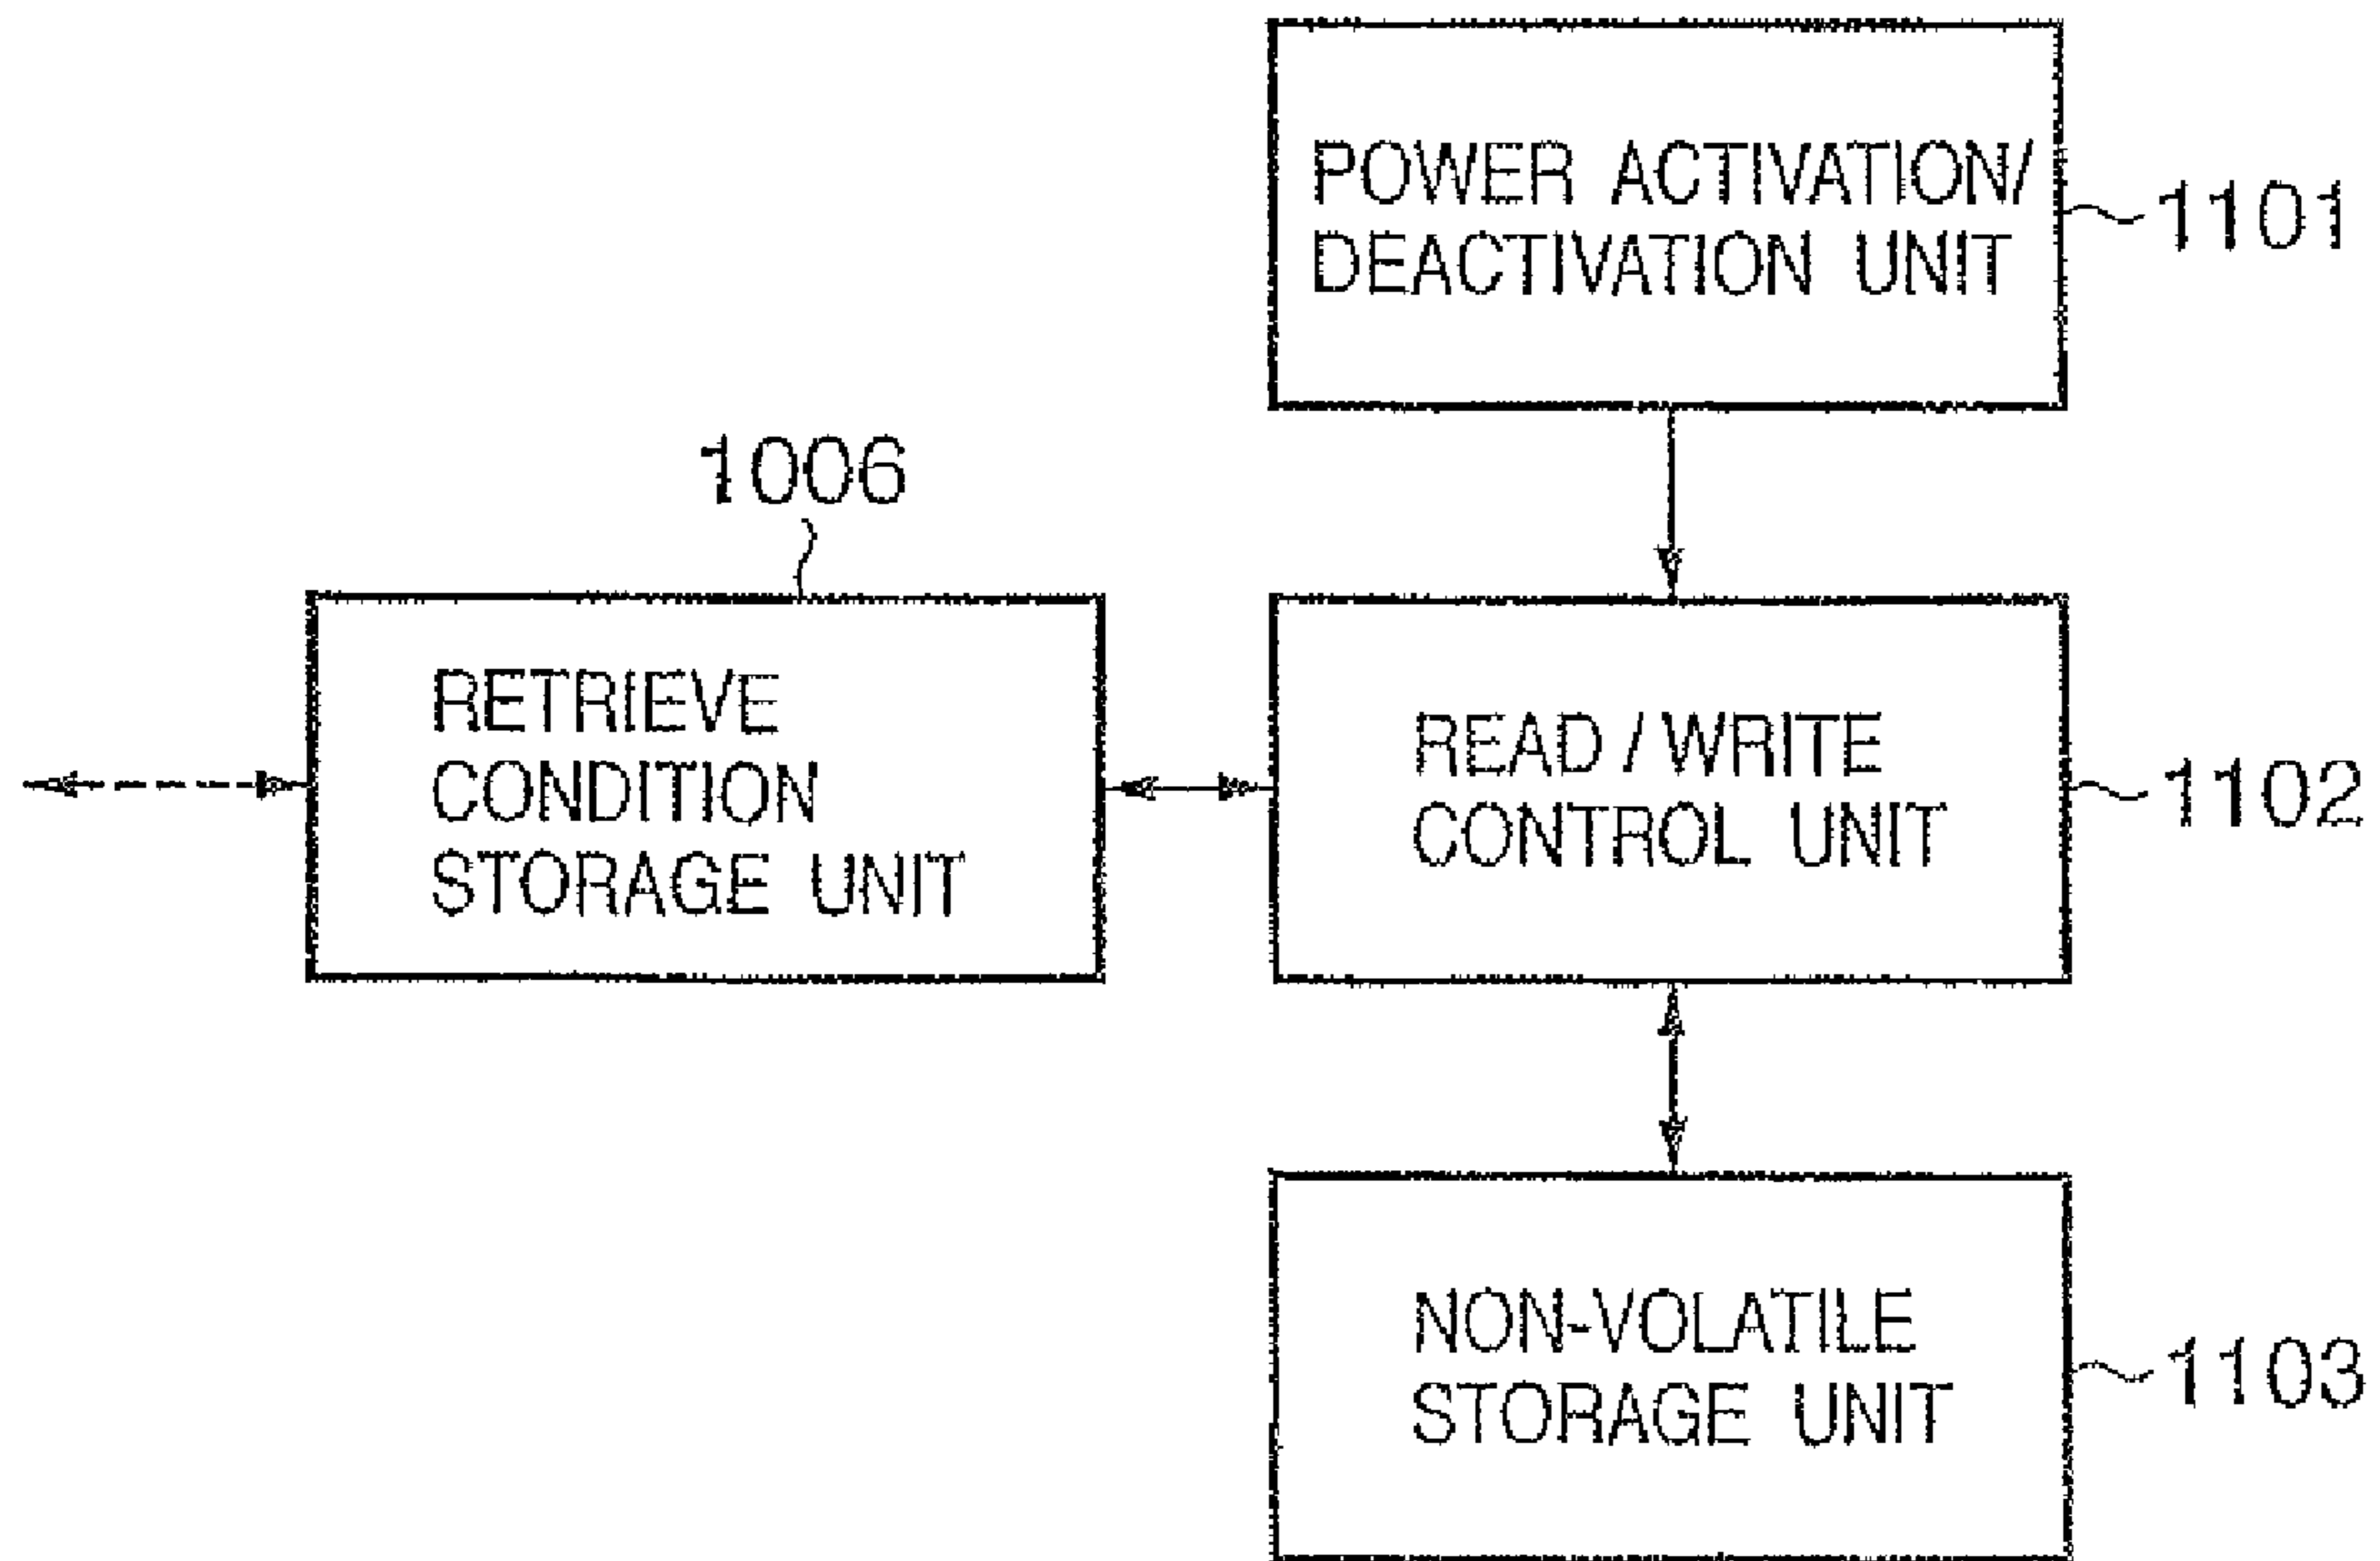 POWER ACTIVATION/
DEACTIVATION UNIT
1101
1006
RETRIEVE
CONDITION
STORAGE UNIT
READ / WRITE
CONTROL UNIT
1102
NON-VOLATILE
STORAGE UNIT
1103